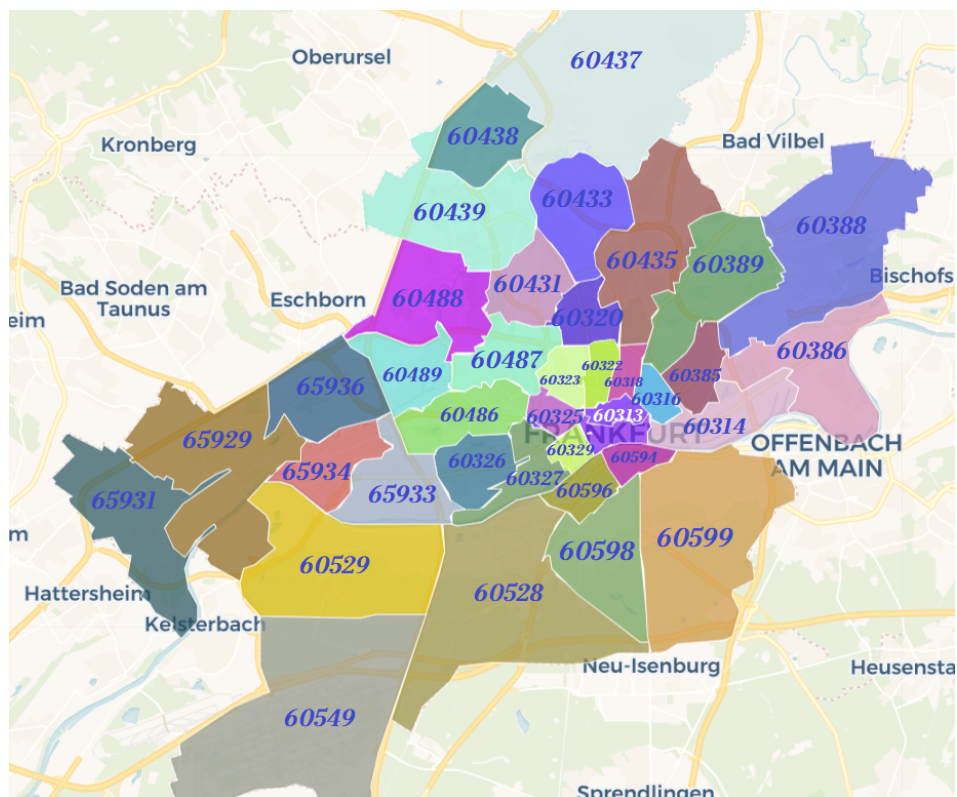 60437
Oberursel
60438
Kronberg
Bad Vilbel
60433
60439
60388
60435
60389
60431
Bischofs
60488
Bad Soden am
Taunus
Eschborn
eim
60320
60386
60487
60322
60323
60489
60318
60385
65936
60316
60486
60325
60313
60314
FRANKFURT
65929
OFFENBACH
AM MAIN
60329
60594
65934
60326
60327
60596
65931
65933
m
60599
60598
60529
60528
Hattersheim
Kelsterbach
Neu-Isenburg
Heusensta
60549
Sprendlingen